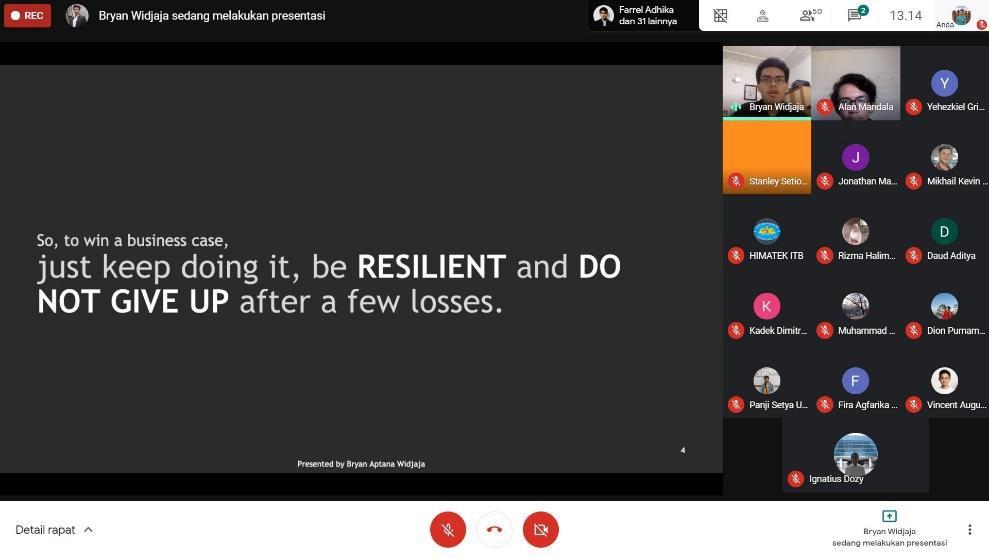 REC
Bryan Widjaja sedang melakukan presentasi
Farrel Adhika
dan 31 lainnya
50
2
13.14
Anda
So, to win a business case,
just keep doing it, be RESILIENT and DO
NOT GIVE UP after a few losses.
4
Presented by Bryan Aptana Widjaja
Bryan Widjaja
Alan Mandala
Y
Yehezkiel Gri...
Stanley Setio...
J
Jonathan Ma...
Mikhail Kevin ...
HIMATEK ITB
Rizma Halim...
D
Daud Aditya
K
Kadek Dimitr...
Muhammad ...
Dion Purnam...
Panji Setya U...
F
Fira Agfarika ...
Vincent Augu...
Ignatius Dozy
Detail rapat
Bryan Widjaja
sedang melakukan presentasi